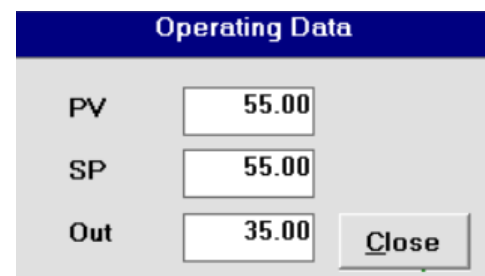 Operating Data
PV 55.00
SP 55.00
Out 35.00 Close